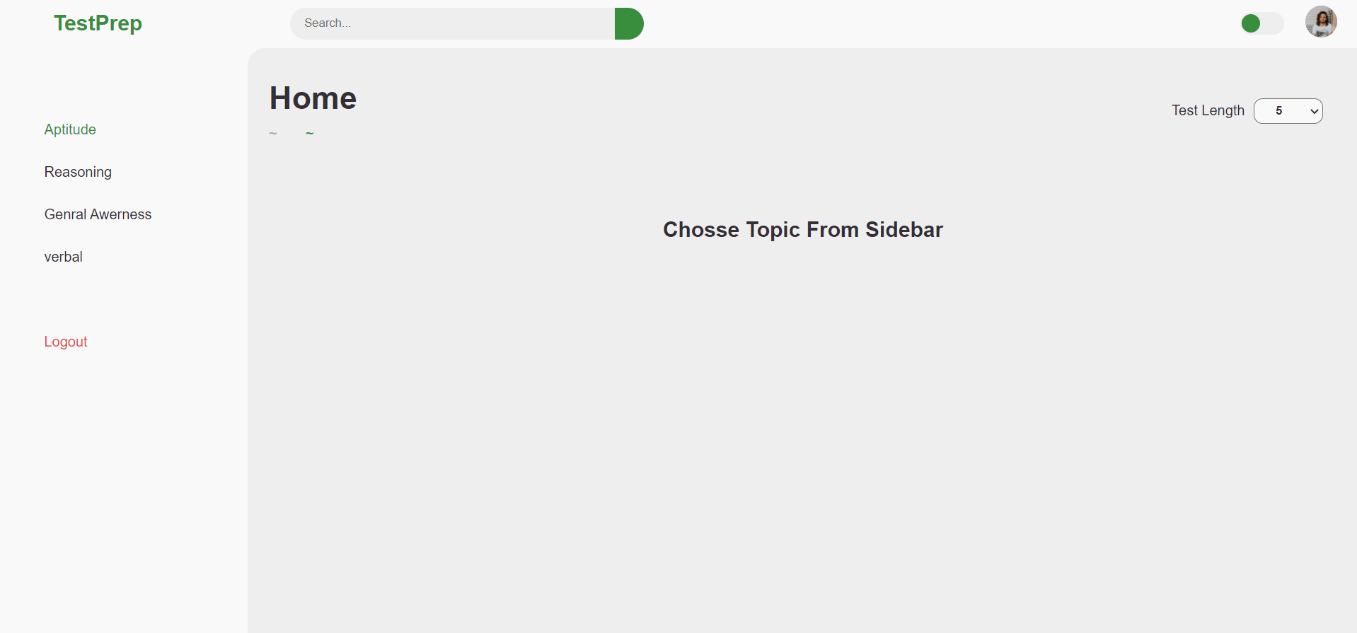 TestPrep
Search...
Home
~ ~
Test Length 5
Aptitude
Reasoning
Genral Awerness
verbal
Logout
Chosse Topic From Sidebar